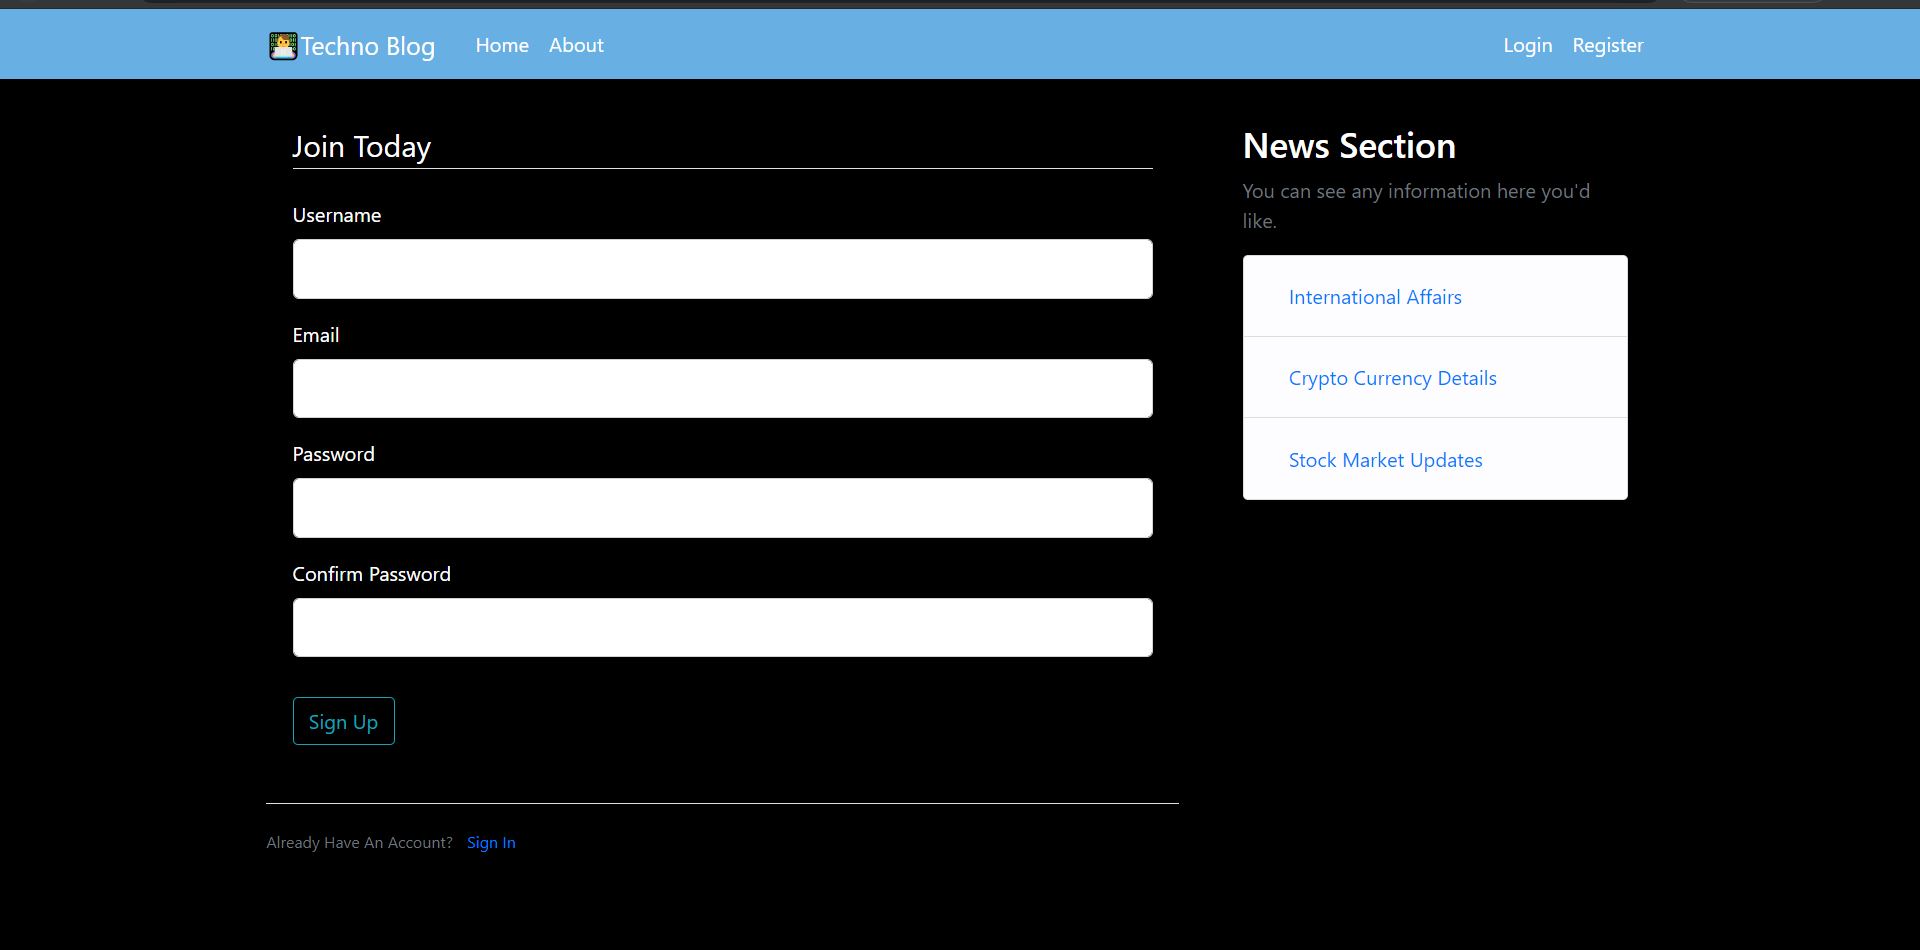 Techno Blog Home About Login Register
Join Today
Username
Email
Password
Confirm Password
Sign Up
Already Have An Account? Sign In
News Section
You can see any information here you'd
like.
International Affairs
Crypto Currency Details
Stock Market Updates